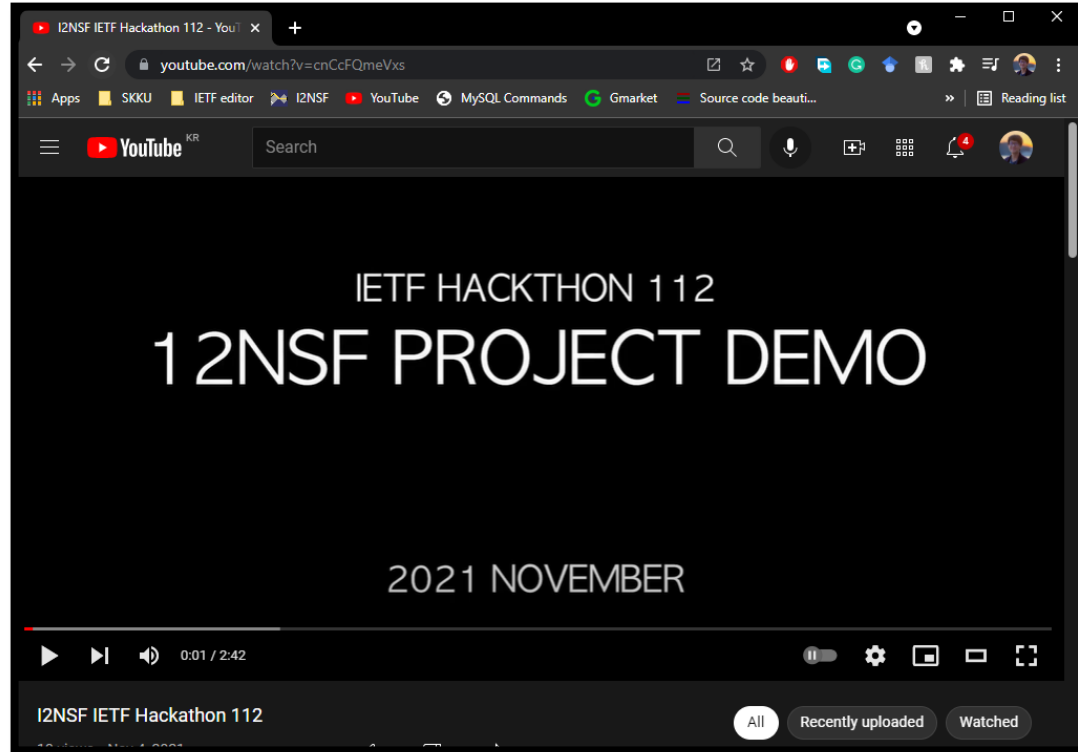 I2NSF IETF Hackathon 112 - YouT
youtube.com/watch?v=cnCcFQmeVxs
Apps SKKU IETF editor I2NSF YouTube MySQL Commands Gmarket Source code beauti... » Reading list
YouTube KR Search 4
IETF HACKTHON 112
12NSF PROJECT DEMO
2021 NOVEMBER
0:01 / 2:42
I2NSF IETF Hackathon 112
All Recently uploaded Watched